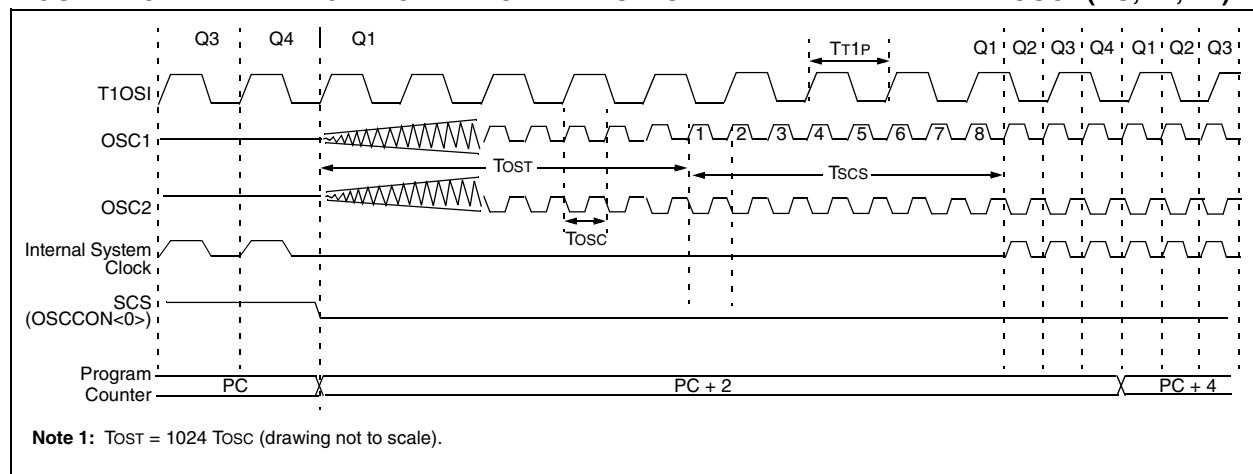 Q3 Q4 Q1 TT1P Q1 Q2 Q3 Q4 Q1 Q2 Q3
T1OSI
OSC1
1 2 3 4 5 6 7 8
TOST TSCS
OSC2
TOSC
Internal System
Clock
SCS
(OSCCON<0>)
Program
Counter
PC PC + 2 PC + 4
Note 1: TOST = 1024 TOSC (drawing not to scale).